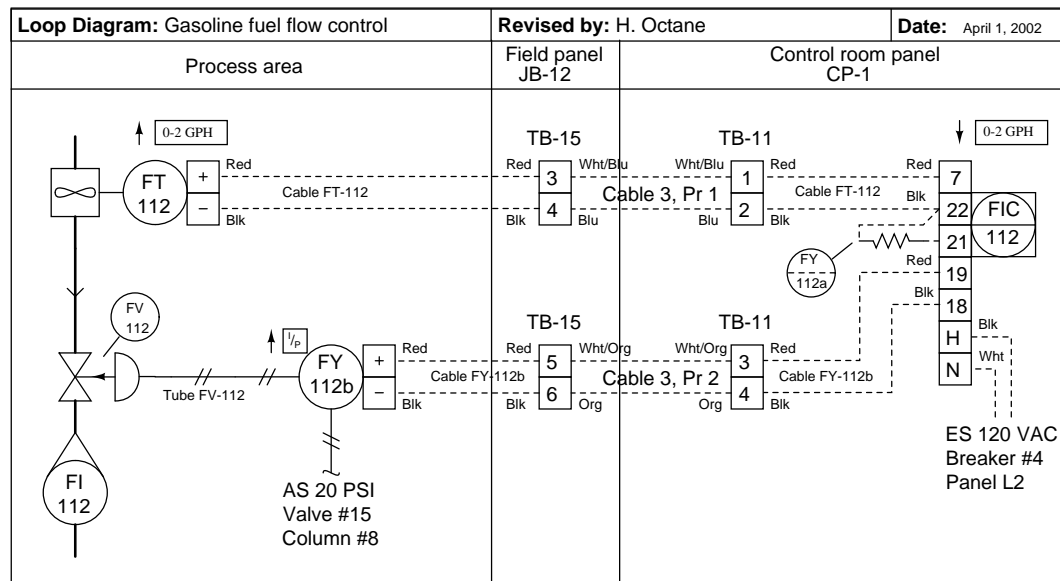 Loop Diagram: Gasoline fuel flow control
Revised by: H. Octane
Date: April 1, 2002
Process area
Field panel
JB-12
Control room panel
CP-1
0-2 GPH
TB-15
TB-11
0-2 GPH
FT
112
+
−
Red
Blk
Cable FT-112
Red
Blk
3
4
Wht/Blu
Blu
Cable 3, Pr 1
Wht/Blu
Blu
1
2
Red
Blk
Cable FT-112
Red
Blk
7
22
21
19
18
H
N
FIC
112
FY
112a
Red
Blk
Blk
Wht
FV
112
I/P
TB-15
TB-11
FY
112b
+
−
Red
Blk
Cable FY-112b
Red
Blk
5
6
Wht/Org
Org
Cable 3, Pr 2
Wht/Org
Org
3
4
Red
Blk
Cable FY-112b
Tube FV-112
FI
112
AS 20 PSI
Valve #15
Column #8
ES 120 VAC
Breaker #4
Panel L2